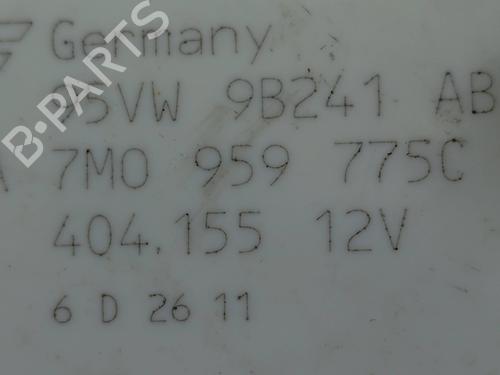 Germany
95VW 9B241 AB
7M0 959 775C
404.155 12V
6 D 26 11
B-PARTS